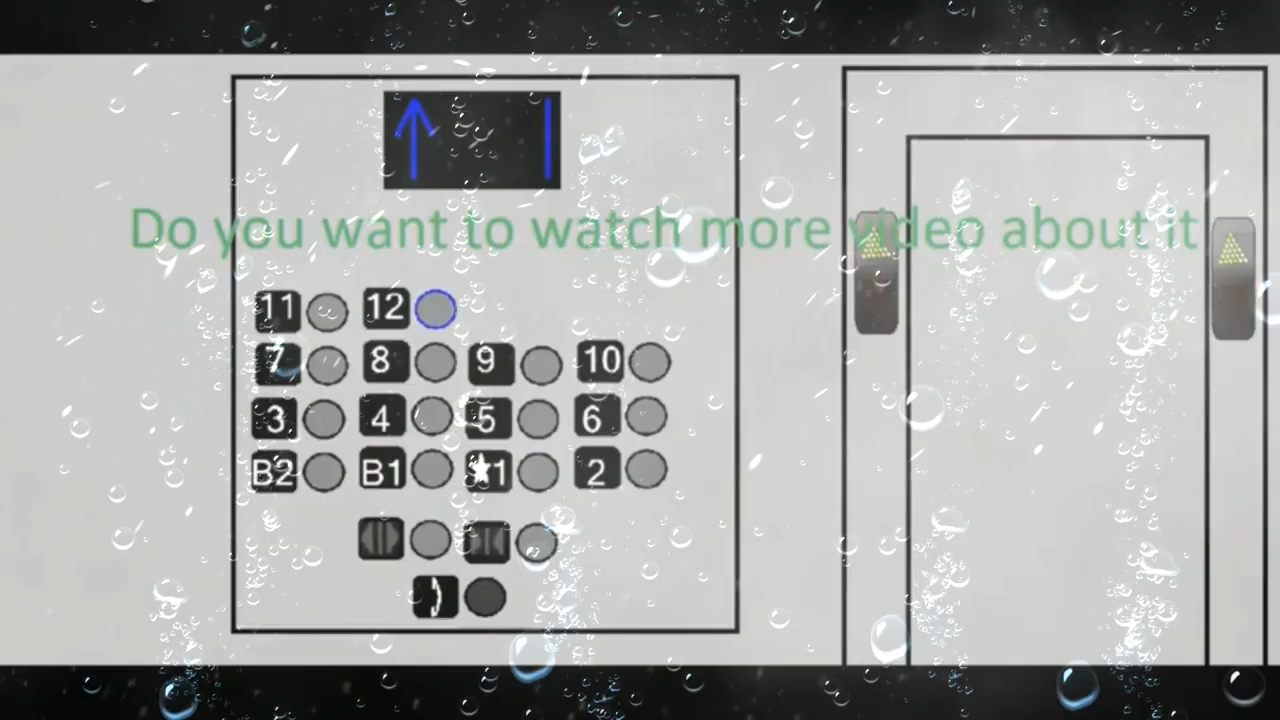 ↑ |
Do you want to watch more video about it
11 12
7 8 9 10
3 4 5 6
B2 B1 ★1 2